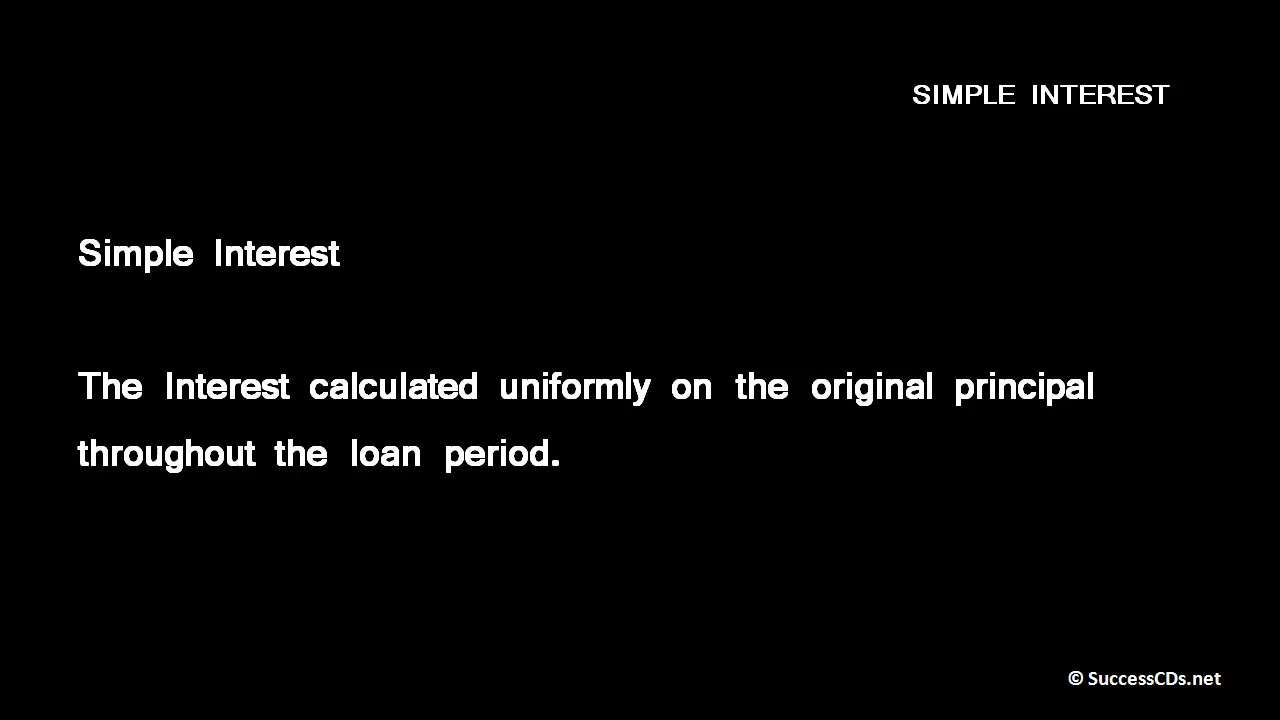 SIMPLE INTEREST
Simple Interest
The Interest calculated uniformly on the original principal
throughout the loan period.
© SuccessCDs.net